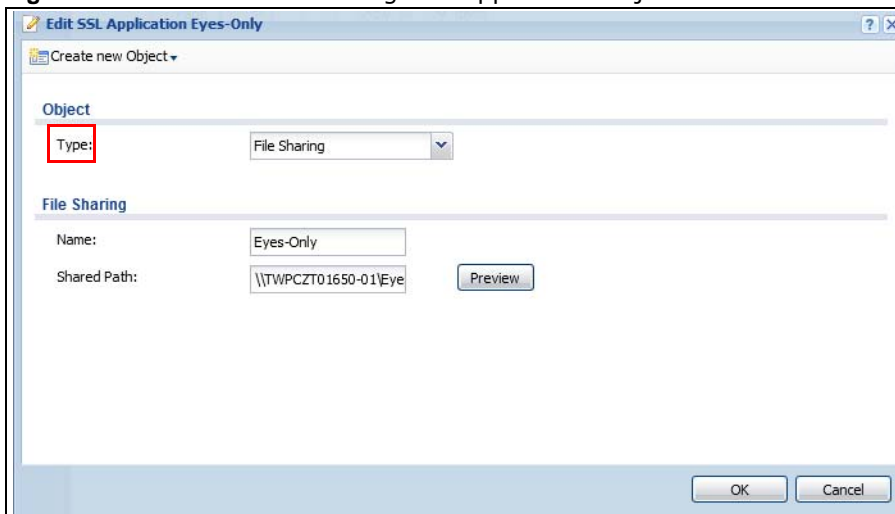 Edit SSL Application Eyes-Only
Create new Object
Object
Type: File Sharing
File Sharing
Name: Eyes-Only
Shared Path: \\TWPCZT01650-01\Eye Preview
OK Cancel